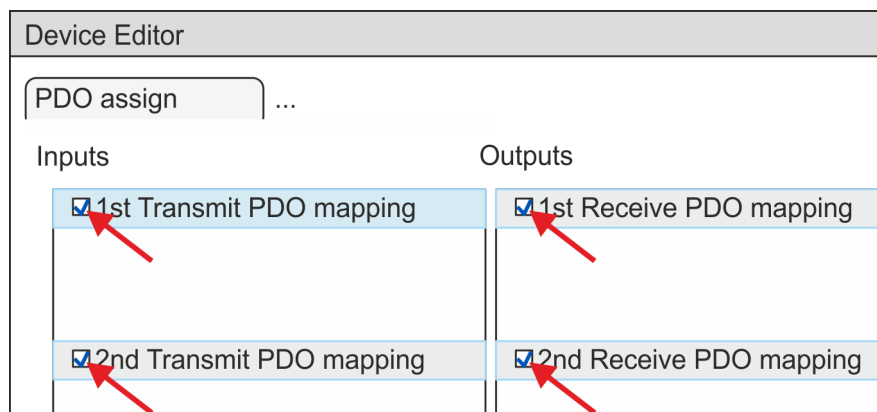 Device Editor
PDO assign ...
Inputs Outputs
1st Transmit PDO mapping 1st Receive PDO mapping
2nd Transmit PDO mapping 2nd Receive PDO mapping